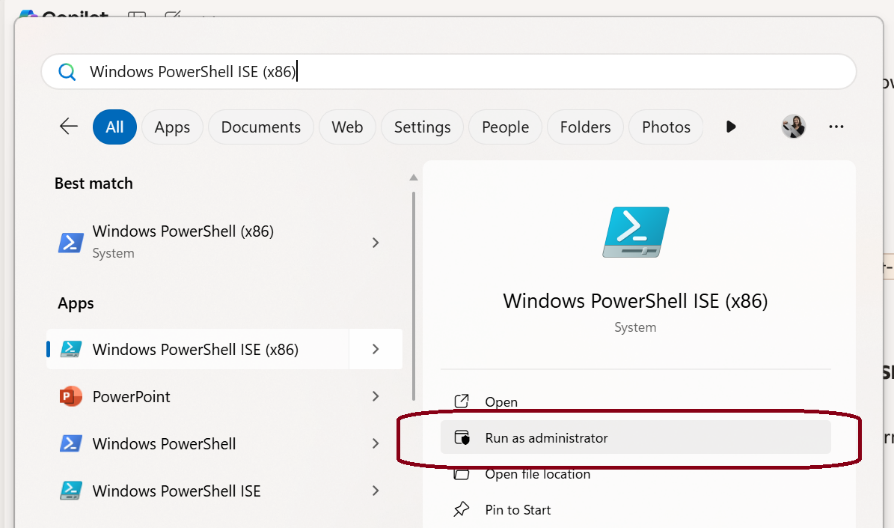 Copilot
Windows PowerShell ISE (x86)
All Apps Documents Web Settings People Folders Photos
Best match
Windows PowerShell (x86)
System
Apps
Windows PowerShell ISE (x86)
PowerPoint
Windows PowerShell
Windows PowerShell ISE
Windows PowerShell ISE (x86)
System
Open
Run as administrator
Open file location
Pin to Start